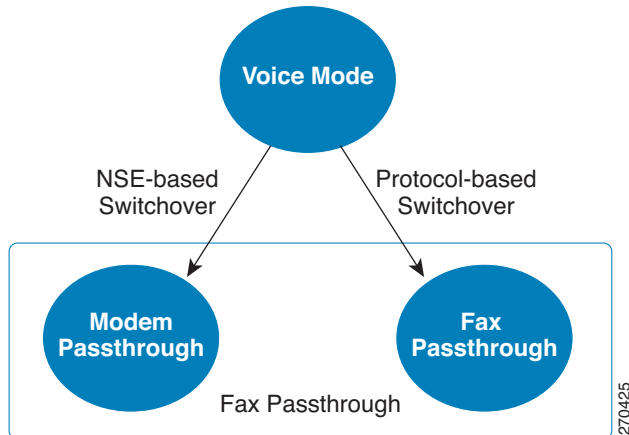 Voice Mode
NSE-based
Switchover
Protocol-based
Switchover
Modem
Passthrough
Fax
Passthrough
Fax Passthrough
270425